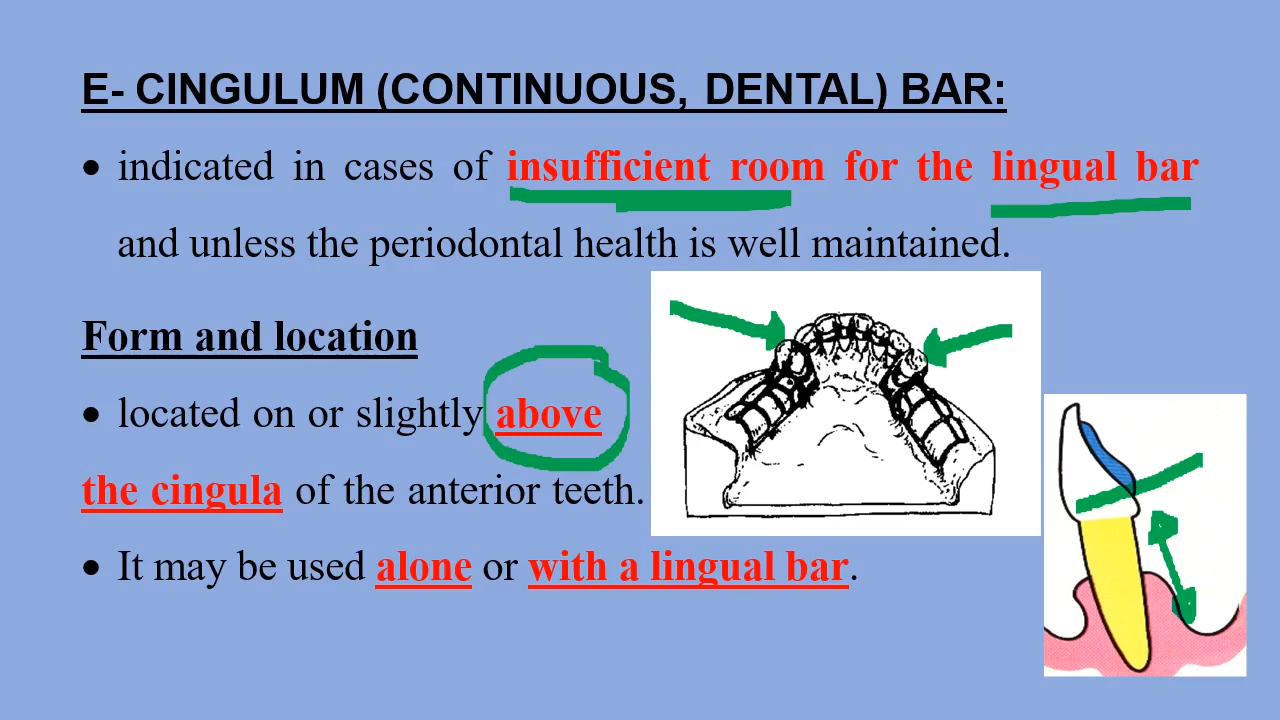 E- CINGULUM (CONTINUOUS, DENTAL) BAR:
• indicated in cases of insufficient room for the lingual bar
and unless the periodontal health is well maintained.
Form and location
• located on or slightly above
the cingula of the anterior teeth.
• It may be used alone or with a lingual bar.